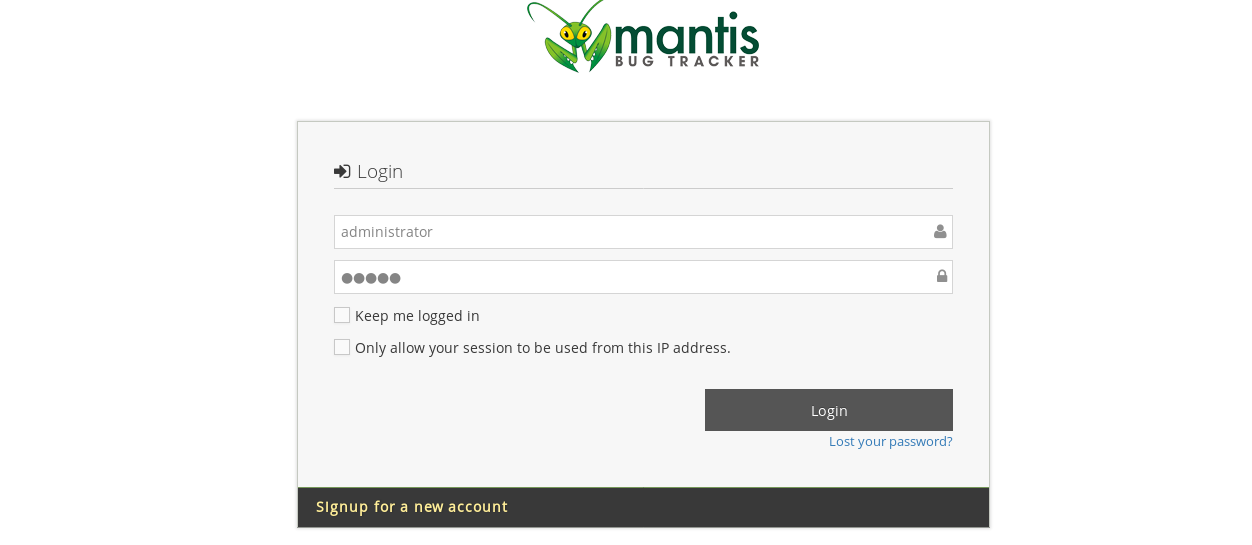 mantis
BUG TRACKER
Login
administrator
●●●●●
Keep me logged in
Only allow your session to be used from this IP address.
Login
Lost your password?
Signup for a new account